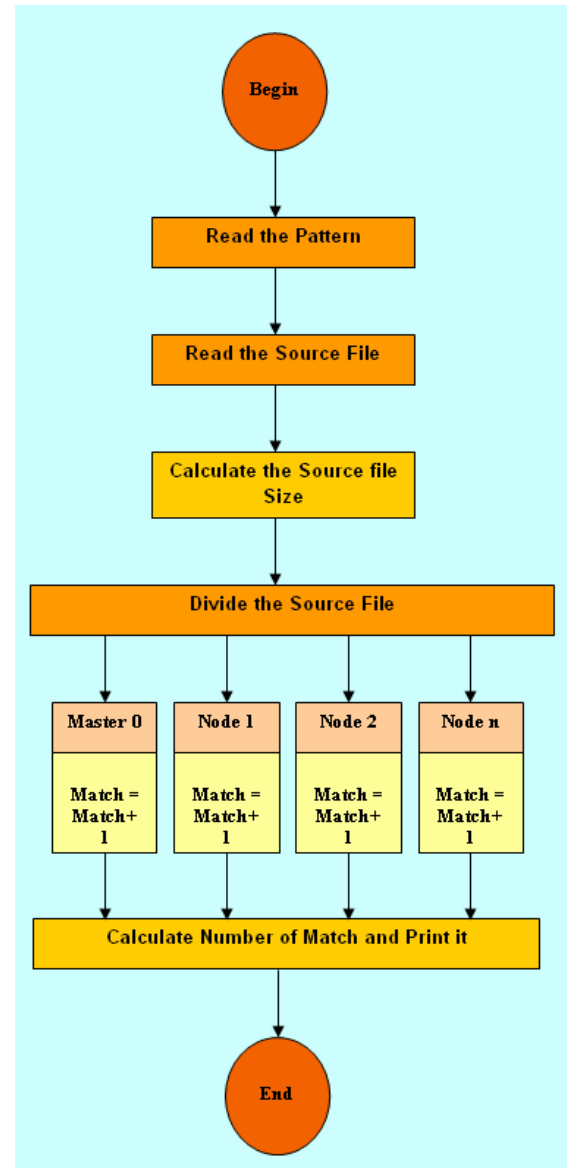 Begin
Read the Pattern
Read the Source File
Calculate the Source file
Size
Divide the Source File
Master 0
Match =
Match+
1
Node 1
Match =
Match+
1
Node 2
Match =
Match+
1
Node n
Match =
Match+
1
Calculate Number of Match and Print it
End